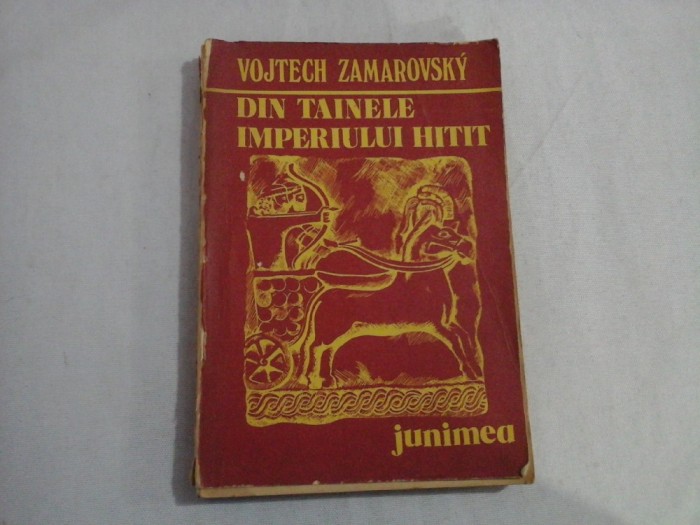 VOJTECH ZAMAROVSKÝ
DIN TAINELE
IMPERIULUI HITIT
junimea